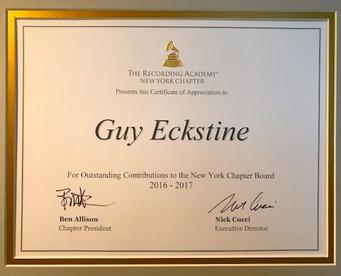 THE RECORDING ACADEMY™
NEW YORK CHAPTER
Presents this Certificate of Appreciation to
Guy Eckstine
For Outstanding Contributions to the New York Chapter Board
2016 - 2017
Ben Allison
Chapter President
Nick Cucci
Executive Director